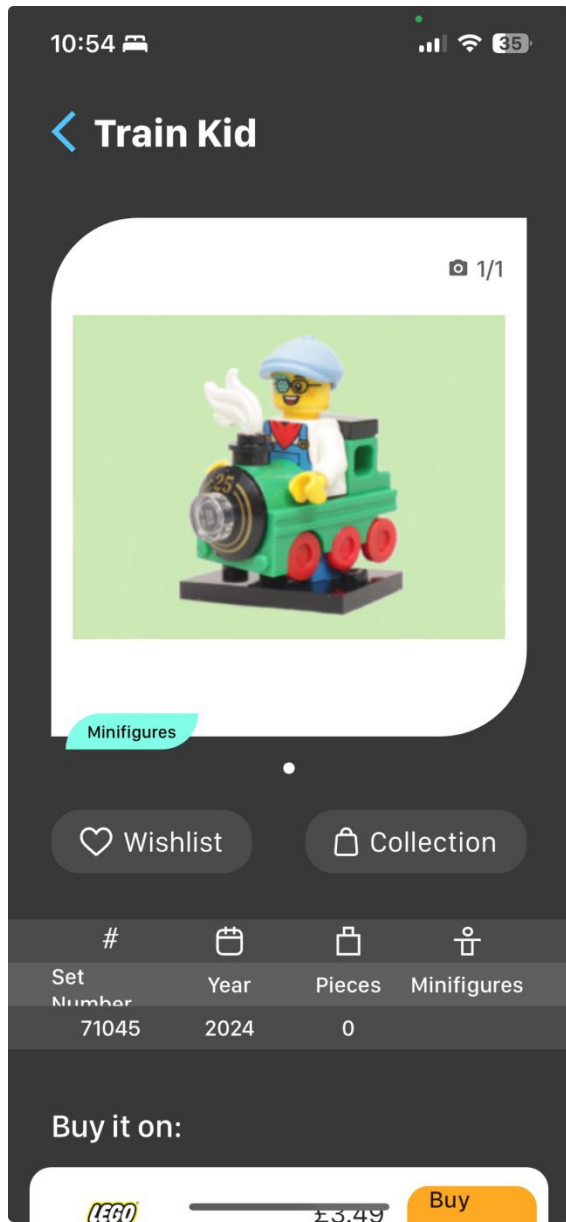 10:54
35
Train Kid
1/1
25
Minifigures
Wishlist
Collection
#
Set Number Year Pieces Minifigures
71045 2024 0
Buy it on:
LEGO £3.49 Buy